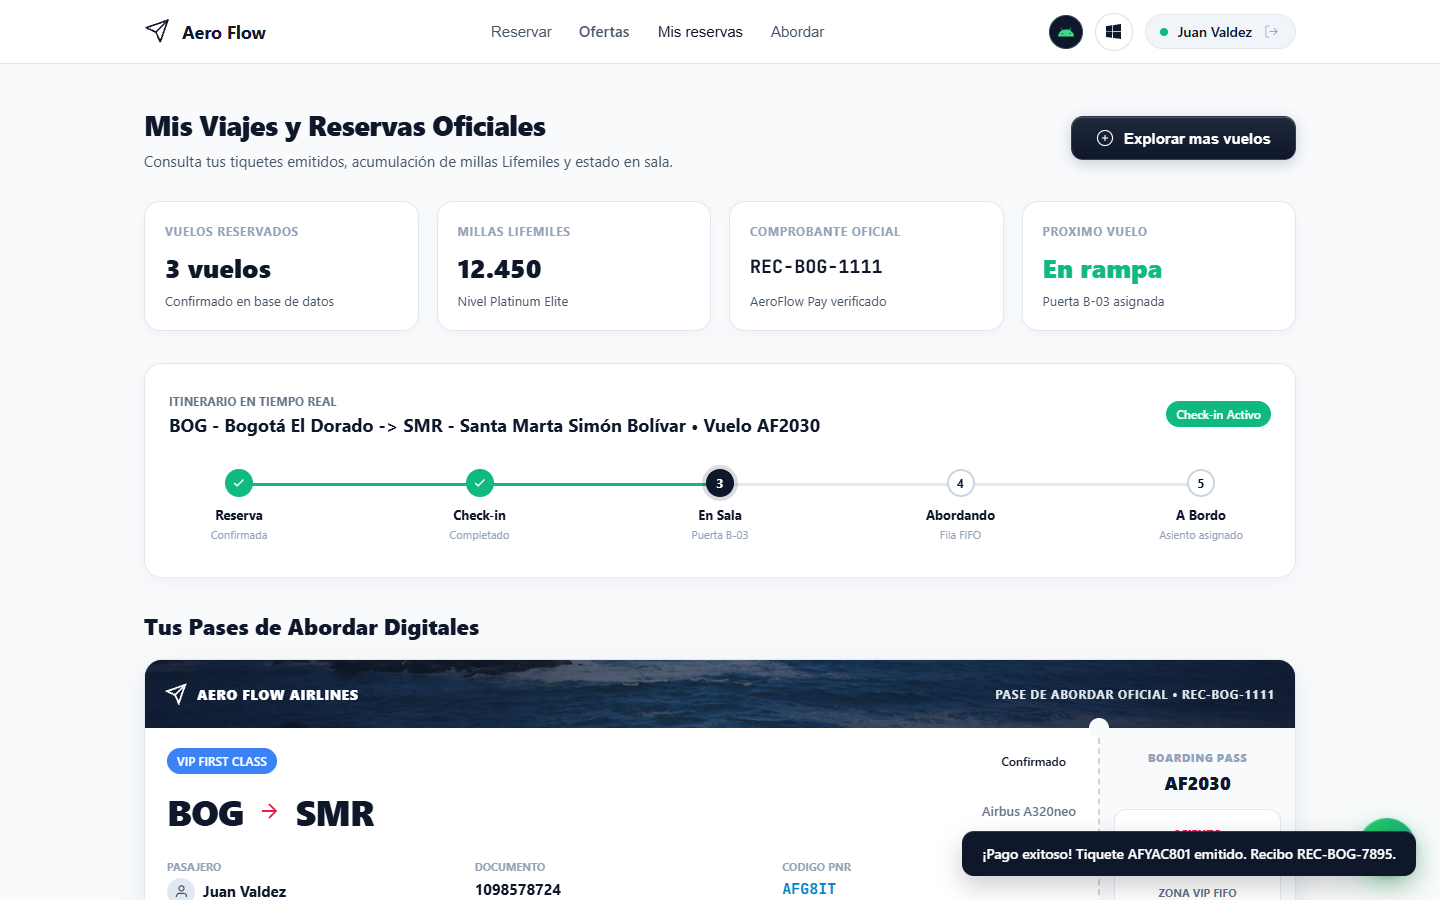 Aero Flow
Reservar
Ofertas
Mis reservas
Abordar
Juan Valdez
Mis Viajes y Reservas Oficiales
Consulta tus tiquetes emitidos, acumulación de millas Lifemiles y estado en sala.
Explorar mas vuelos
VUELOS RESERVADOS
3 vuelos
Confirmado en base de datos
MILLAS LIFEMILES
12.450
Nivel Platinum Elite
COMPROBANTE OFICIAL
REC-BOG-1111
AeroFlow Pay verificado
PROXIMO VUELO
En rampa
Puerta B-03 asignada
ITINERARIO EN TIEMPO REAL
BOG - Bogotá El Dorado -> SMR - Santa Marta Simón Bolívar • Vuelo AF2030
Check-in Activo
Reserva
Confirmada
Check-in
Completado
3
En Sala
Puerta B-03
4
Abordando
Fila FIFO
5
A Bordo
Asiento asignado
Tus Pases de Abordar Digitales
AERO FLOW AIRLINES
PASE DE ABORDAR OFICIAL • REC-BOG-1111
VIP FIRST CLASS
Confirmado
BOG → SMR
Airbus A320neo
PASAJERO
Juan Valdez
DOCUMENTO
1098578724
CODIGO PNR
AFG8IT
BOARDING PASS
AF2030
¡Pago exitoso! Tiquete AFYAC801 emitido. Recibo REC-BOG-7895.
ZONA VIP FIFO